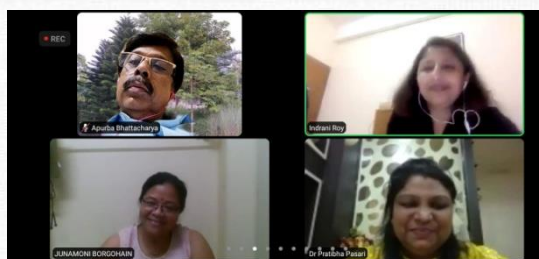 REC
Apurba Bhattacharya
Indrani Roy
JUNAMONI BORGOHAIN
Dr Pratibha Pasari